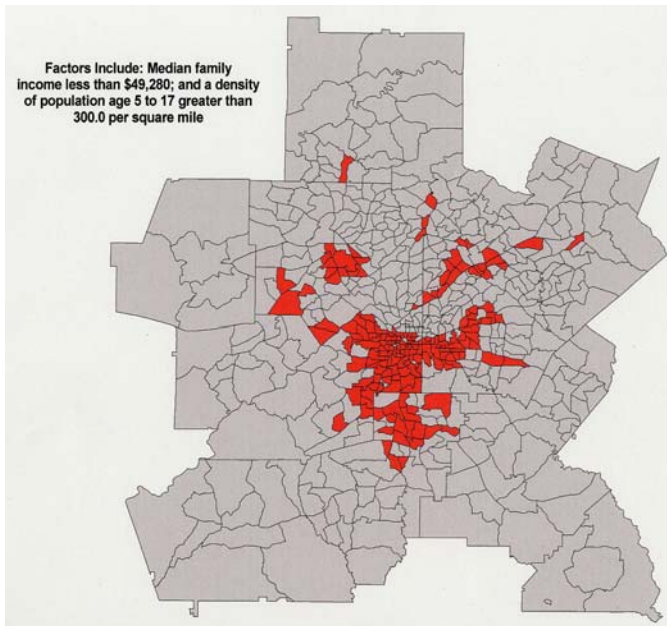 Factors Include: Median family
income less than $49,280; and a density
of population age 5 to 17 greater than
300.0 per square mile